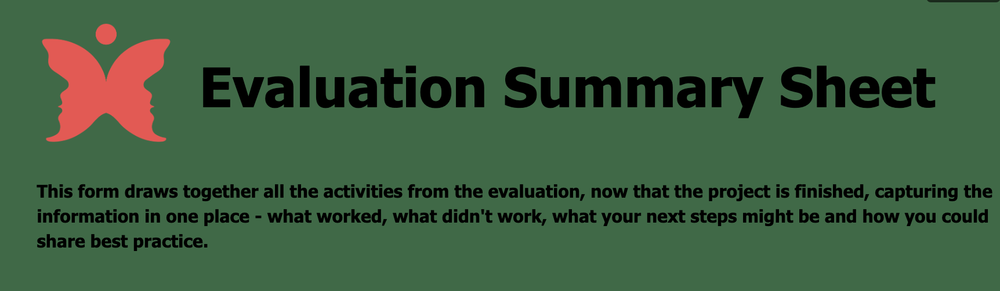 Evaluation Summary Sheet
This form draws together all the activities from the evaluation, now that the project is finished, capturing the
information in one place - what worked, what didn't work, what your next steps might be and how you could
share best practice.